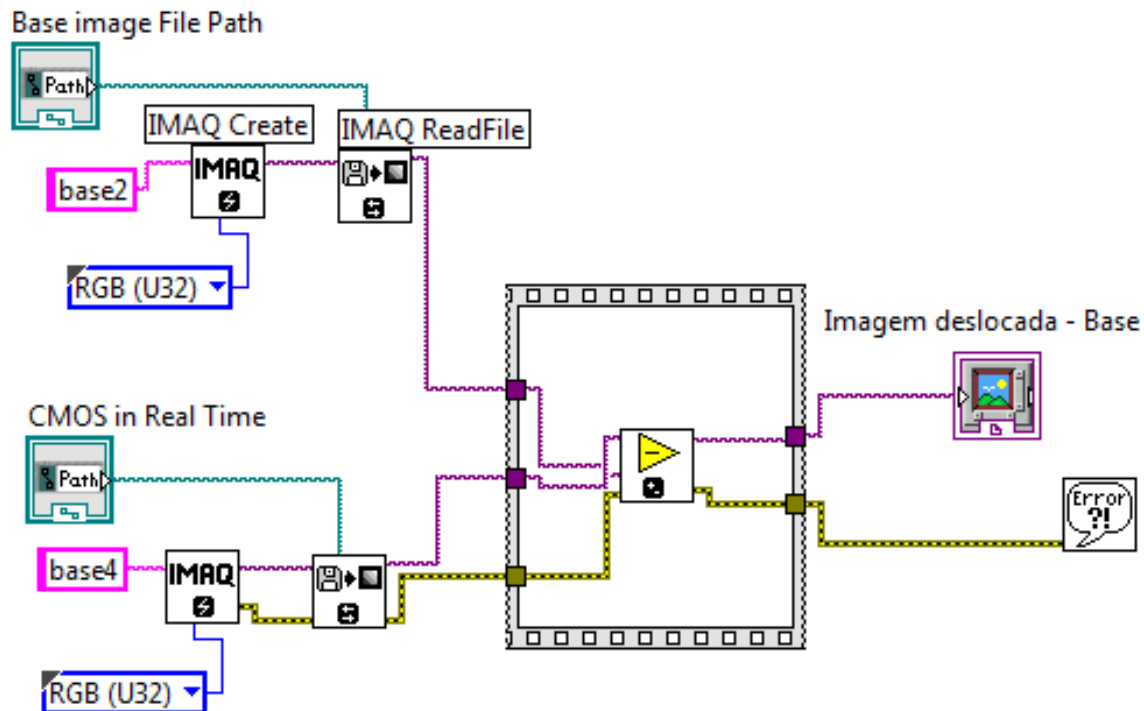 Base image File Path
Path
IMAQ Create
IMAQ ReadFile
IMAQ
base2
RGB (U32)
Imagem deslocada - Base
CMOS in Real Time
Path
Error
?!
base4
IMAQ
RGB (U32)